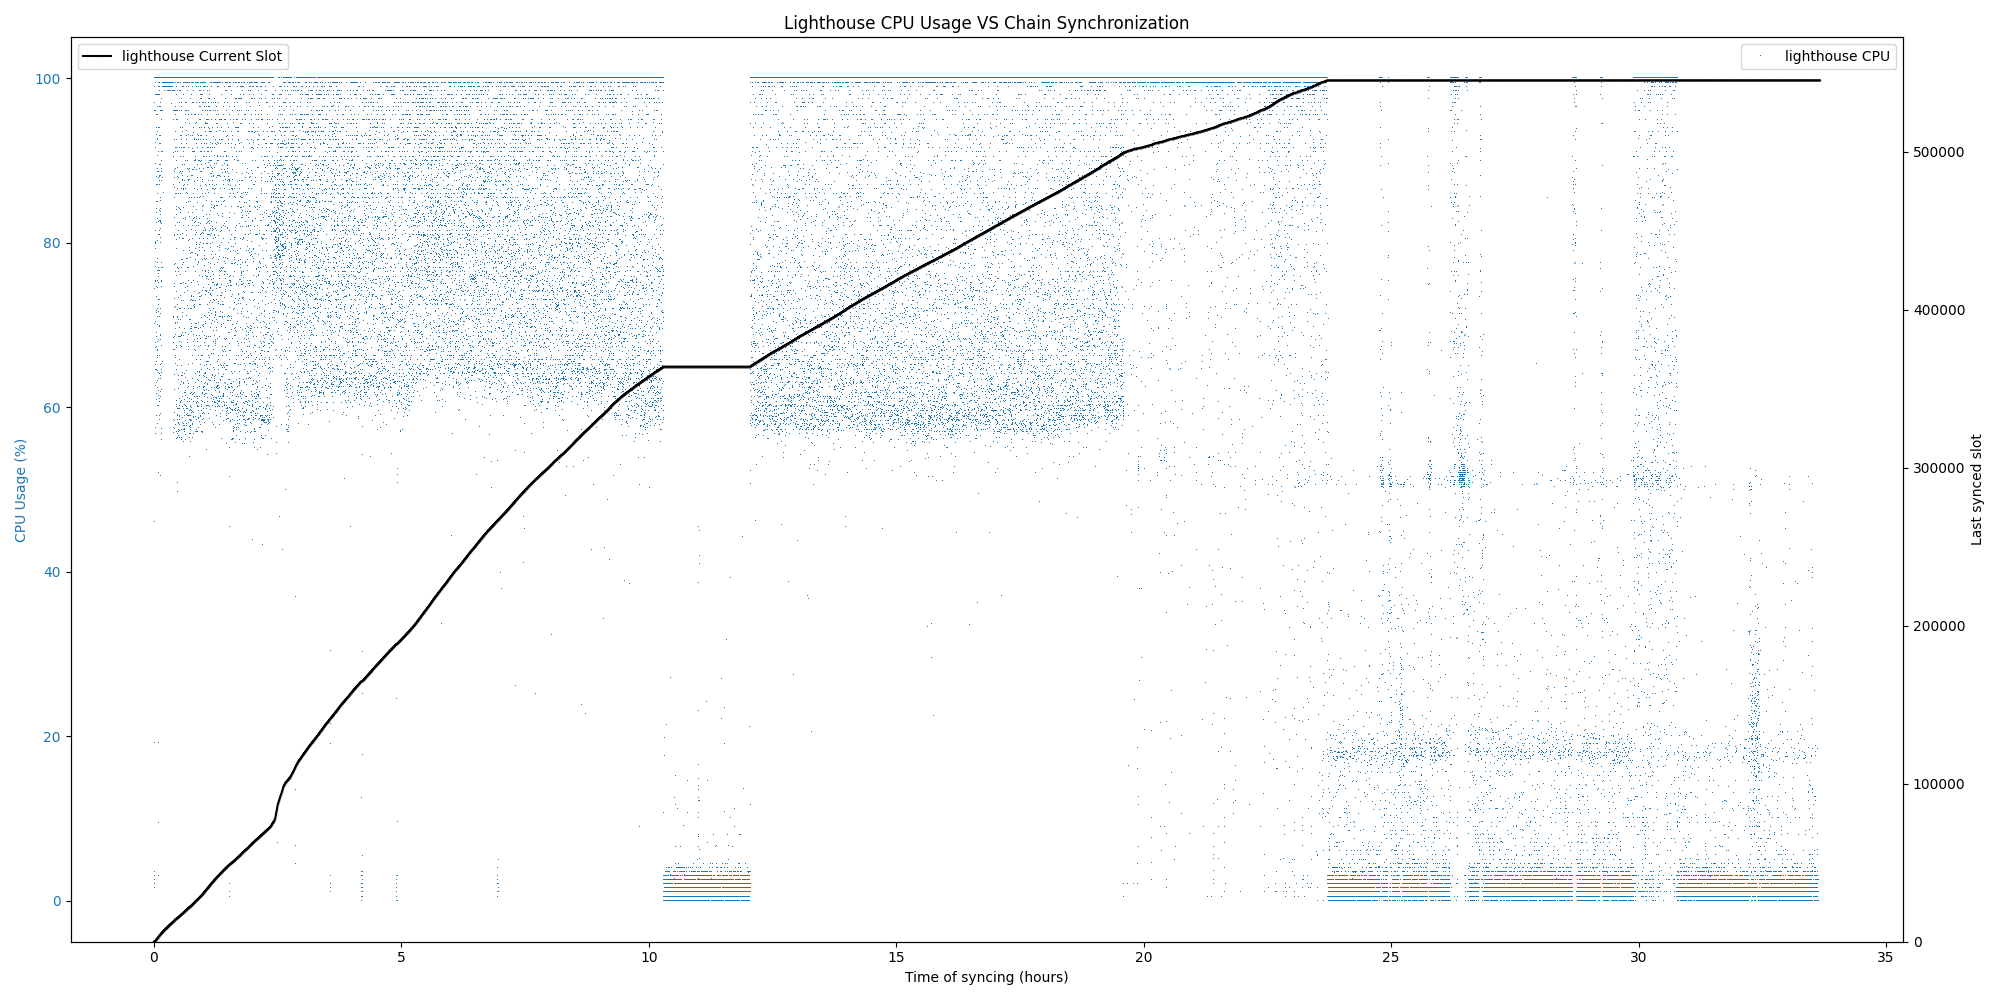 Lighthouse CPU Usage VS Chain Synchronization
lighthouse Current Slot
lighthouse CPU
CPU Usage (%)
100
80
60
40
20
0
500000
400000
300000
200000
100000
0
Last synced slot
0 5 10 15 20 25 30 35
Time of syncing (hours)